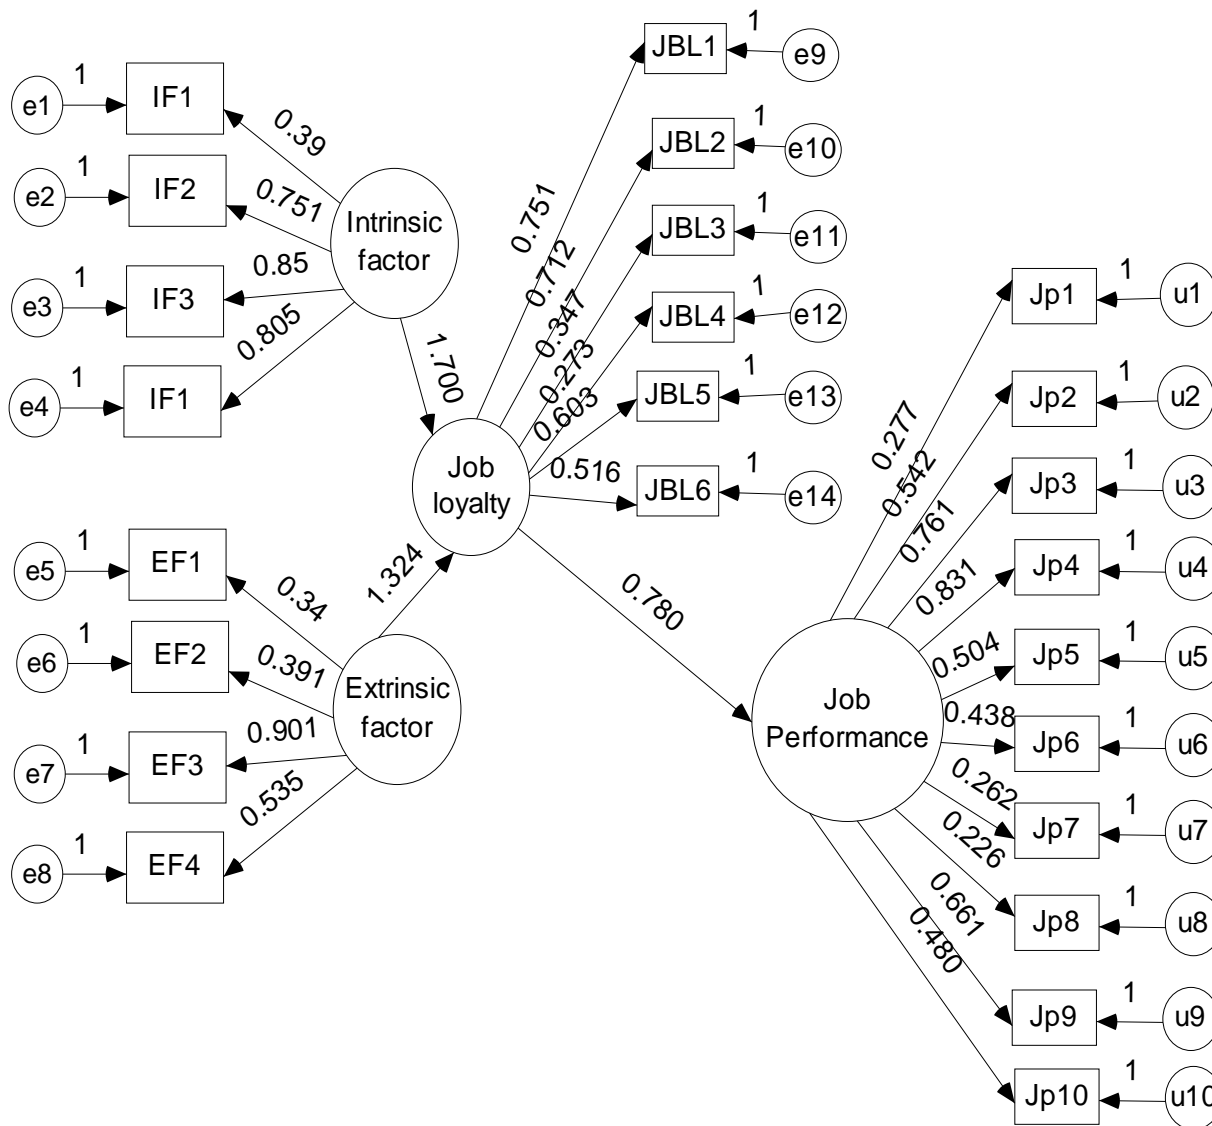 e1
1
IF1
0.39
e2
1
IF2
0.751
e3
1
IF3
0.85
e4
1
IF1
0.805
Intrinsic
factor
1.700
e5
1
EF1
0.34
e6
1
EF2
0.391
e7
1
EF3
0.901
e8
1
EF4
0.535
Extrinsic
factor
1.324
Job
loyalty
0.751
JBL1
1
e9
0.712
JBL2
1
e10
0.347
JBL3
1
e11
0.273
JBL4
1
e12
0.603
JBL5
1
e13
0.516
JBL6
1
e14
0.780
Job
Performance
0.277
Jp1
1
u1
0.542
Jp2
1
u2
0.761
Jp3
1
u3
0.831
Jp4
1
u4
0.504
Jp5
1
u5
0.438
Jp6
1
u6
0.262
Jp7
1
u7
0.226
Jp8
1
u8
0.661
Jp9
1
u9
0.480
Jp10
1
u10